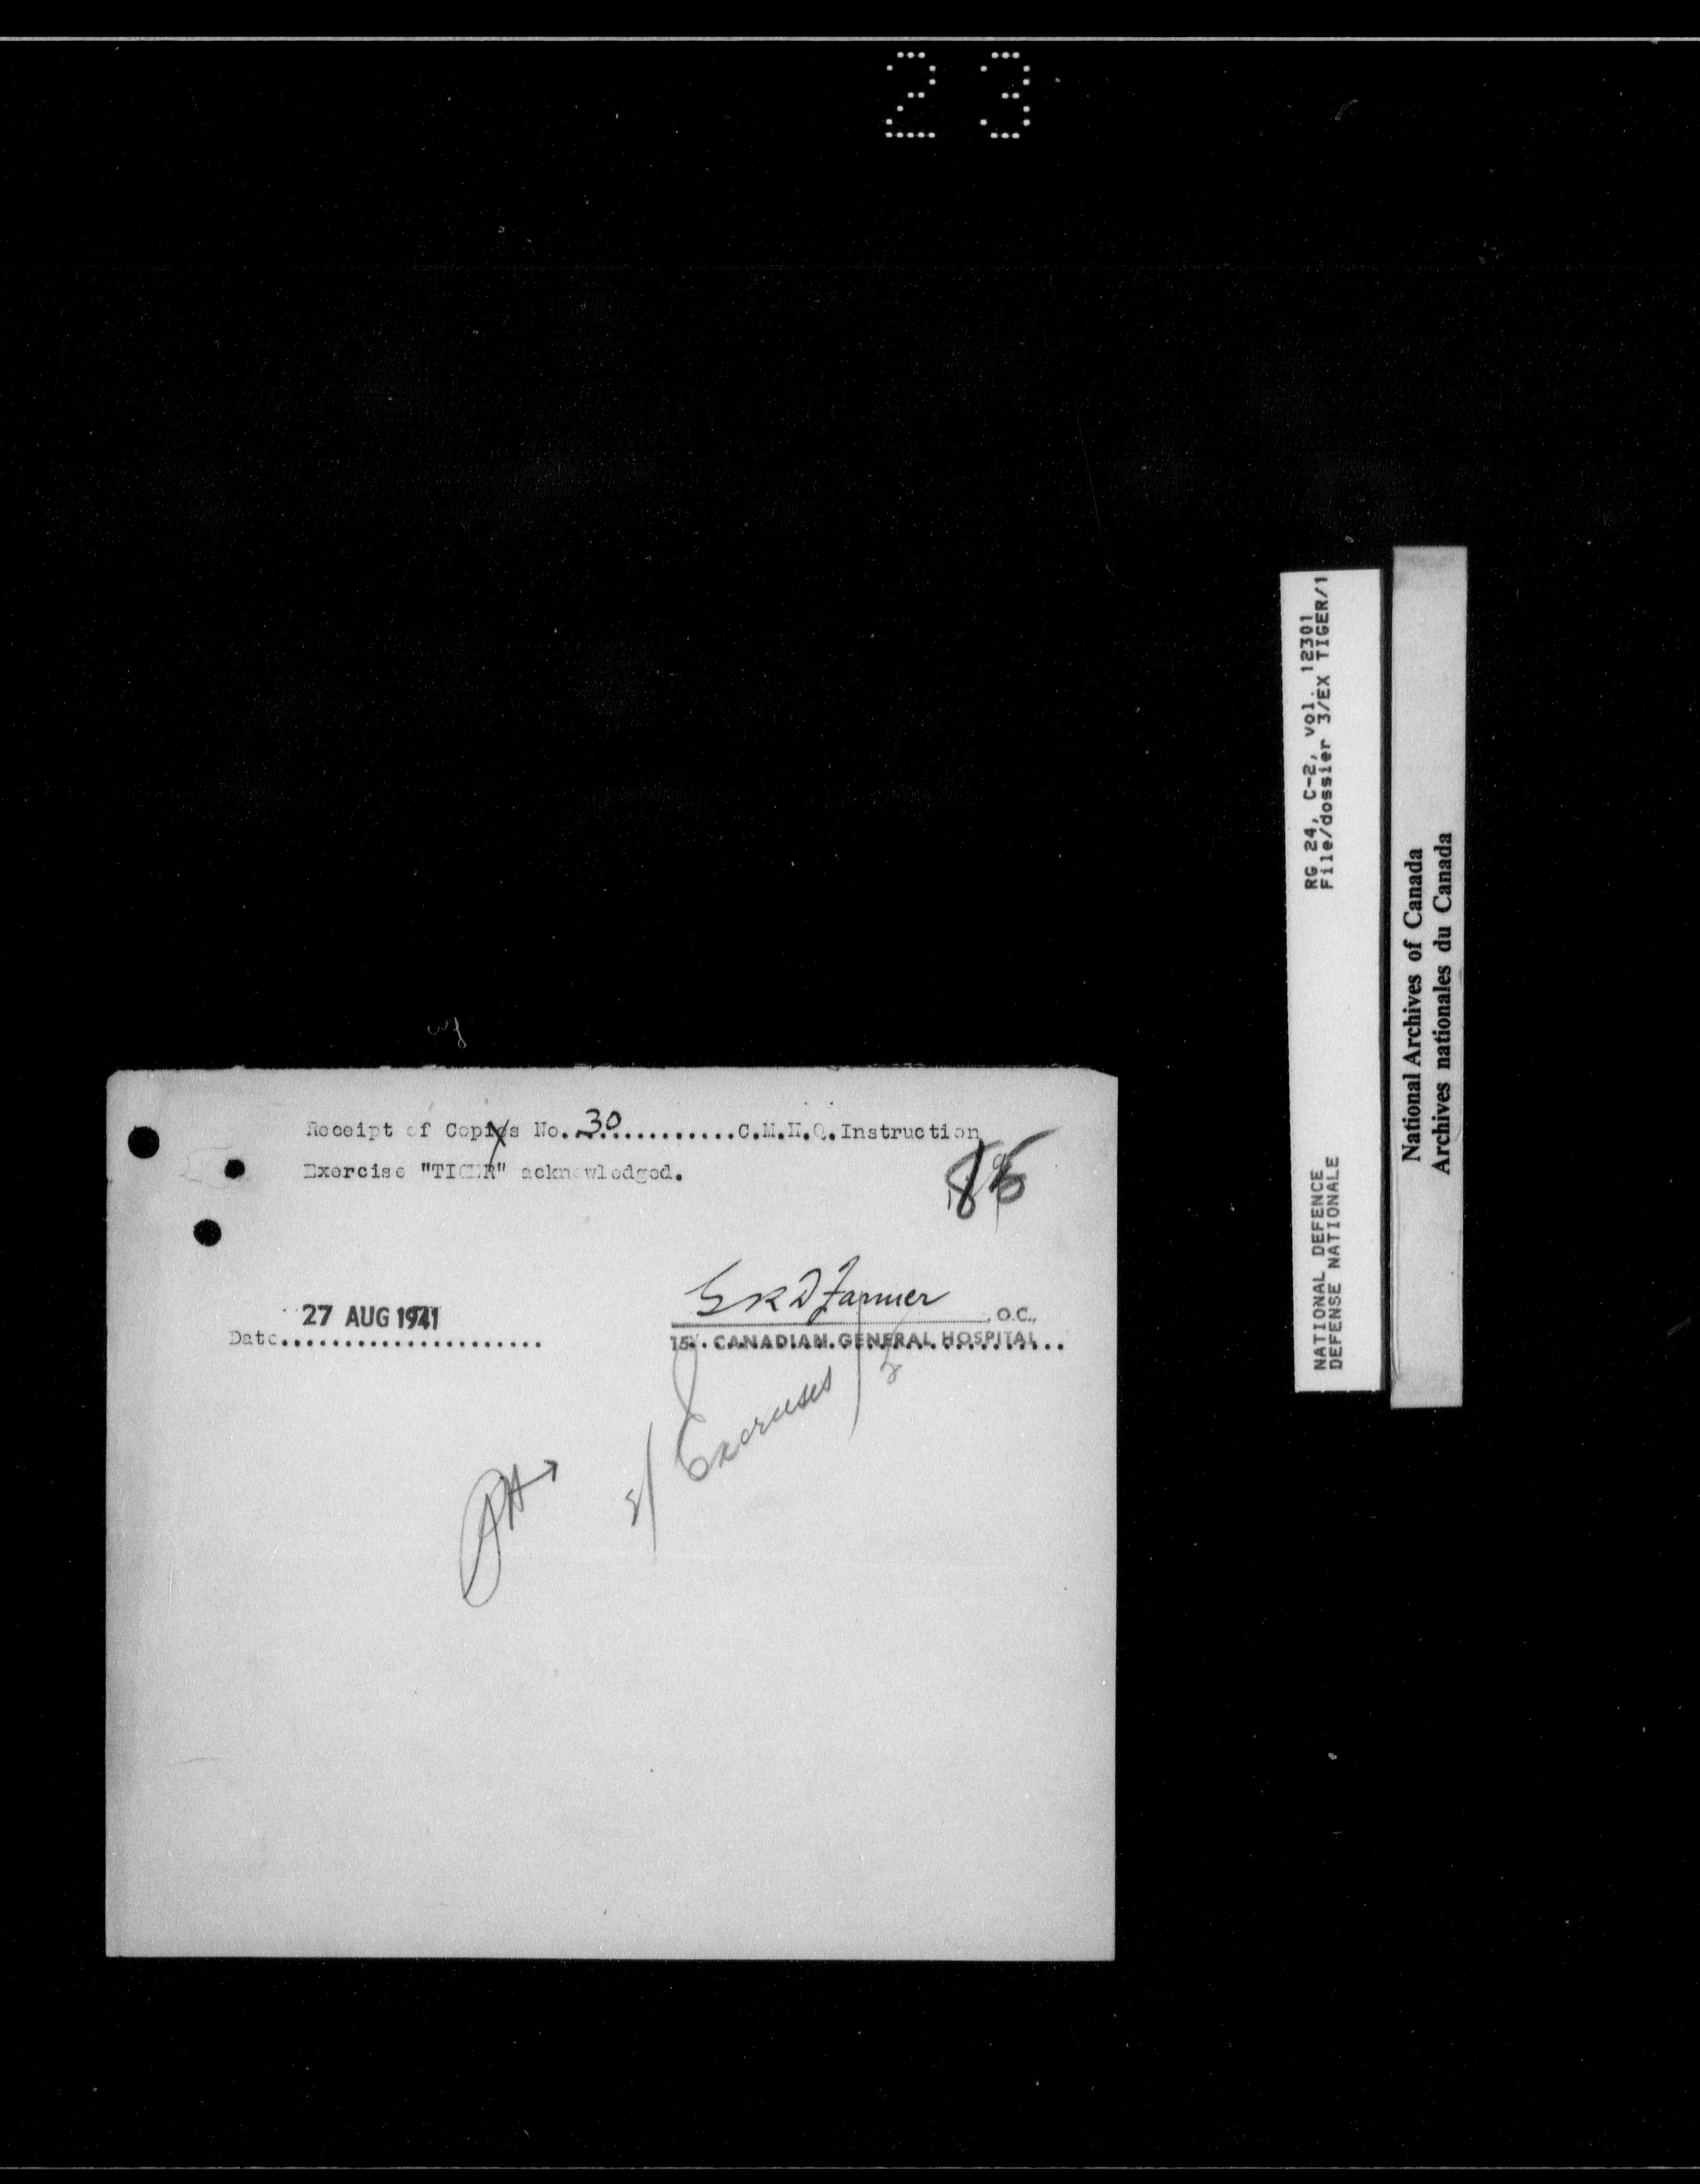 23
Receipt of Copies No. 30 .............C.M.H.Q. Instruction
Exercise "TIGER" acknowledged.
27 AUG 1941
Date......................
Farmer , O.C.,
15. CANADIAN GENERAL HOSPITAL
Exercises
RG 24, C-2, vol. 12301
File/dossier 3/EX TIGER/1
NATIONAL DEFENCE
DEFENSE NATIONALE
National Archives of Canada
Archives nationales du Canada